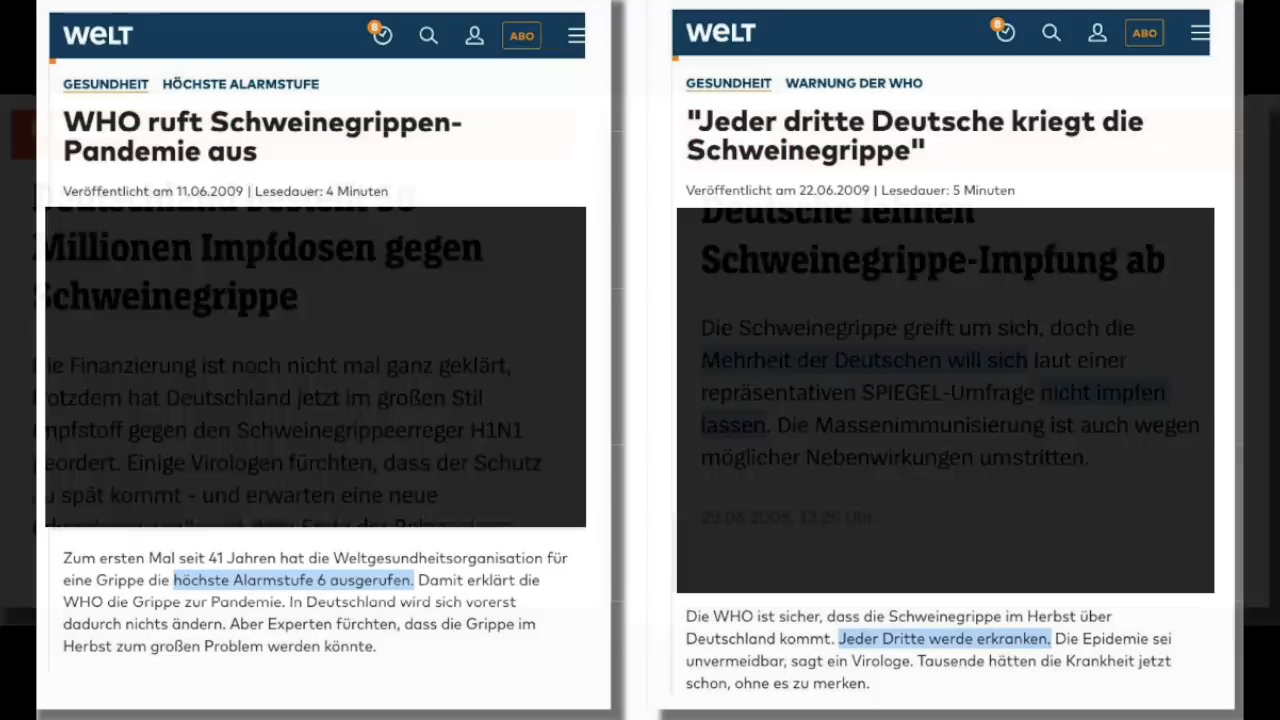 WELT
8
ABO
GESUNDHEIT HÖCHSTE ALARMSTUFE
WHO ruft Schweinegrippen-
Pandemie aus
Veröffentlicht am 11.06.2009 | Lesedauer: 4 Minuten
Millionen Impfdosen gegen
Schweinegrippe
Die Finanzierung ist noch nicht mal ganz geklärt,
trotzdem hat Deutschland jetzt im großen Stil
Impfstoff gegen den Schweinegrippeerreger H1N1
geordert. Einige Virologen fürchten, dass der Schutz
zu spät kommt - und erwarten eine neue
Zum ersten Mal seit 41 Jahren hat die Weltgesundheitsorganisation für
eine Grippe die höchste Alarmstufe 6 ausgerufen. Damit erklärt die
WHO die Grippe zur Pandemie. In Deutschland wird sich vorerst
dadurch nichts ändern. Aber Experten fürchten, dass die Grippe im
Herbst zum großen Problem werden könnte.
WELT
8
ABO
GESUNDHEIT WARNUNG DER WHO
"Jeder dritte Deutsche kriegt die
Schweinegrippe"
Veröffentlicht am 22.06.2009 | Lesedauer: 5 Minuten
Deutsche lehnen
Schweinegrippe-Impfung ab
Die Schweinegrippe greift um sich, doch die
Mehrheit der Deutschen will sich laut einer
repräsentativen SPIEGEL-Umfrage nicht impfen
lassen. Die Massenimmunisierung ist auch wegen
möglicher Nebenwirkungen umstritten.
Die WHO ist sicher, dass die Schweinegrippe im Herbst über
Deutschland kommt. Jeder Dritte werde erkranken. Die Epidemie sei
unvermeidbar, sagt ein Virologe. Tausende hätten die Krankheit jetzt
schon, ohne es zu merken.